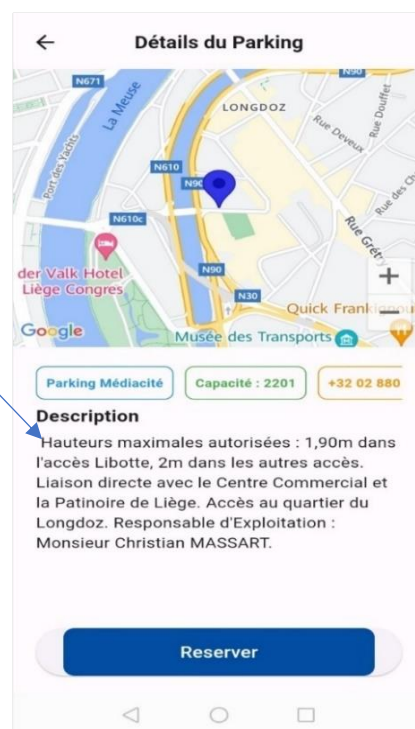 Détails du Parking
N671
N90
La Meuse
LONGDOZ
Rue Douffet
Rue Deveux
Port des Yachts
N610
N90
N610c
Rue Grétry
der Valk Hotel
Liège Congres
N90
N30
+
−
Quick
Google
Musée des Transports
Parking Médiacité
Capacité : 2201
+32 02 880
Description
Hauteurs maximales autorisées : 1,90m dans
l'accès Libotte, 2m dans les autres accès.
Liaison directe avec le Centre Commercial et
la Patinoire de Liège. Accès au quartier du
Longdoz. Responsable d'Exploitation :
Monsieur Christian MASSART.
Reserver